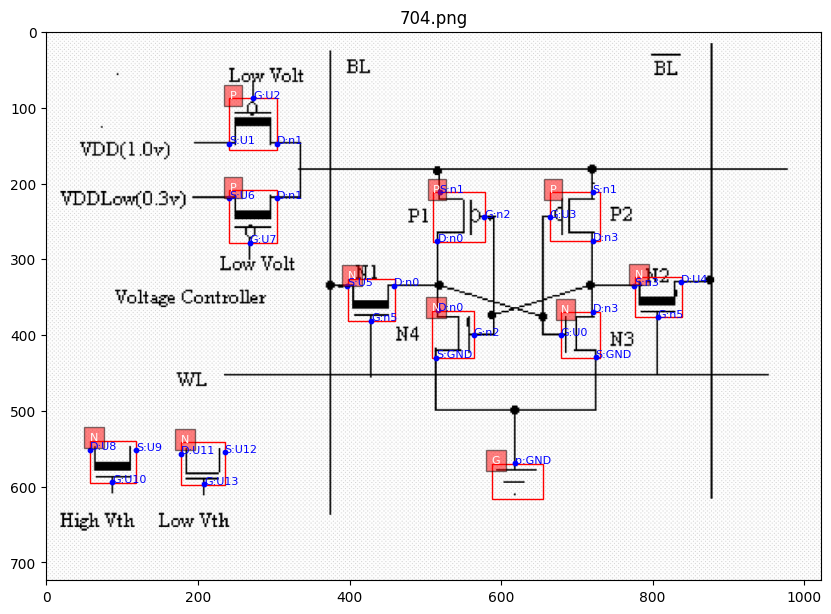 704.png
BL
BL
Low Volt
P
G:U2
S:U1
D:n1
VDD(1.0v)
P
S:U6
D:n1
VDDLow(0.3v)
G:U7
Low Volt
P
S:n1
P1
G:n2
D:n0
P
S:n1
G:U3
P2
D:n3
Voltage Controller
N
N1
S:U5
D:n0
G:n5
N
N2
S:n3
D:U4
G:n5
N
D:n0
N4
G:n2
S:GND
N
D:n3
G:U0
N3
S:GND
WL
G
p:GND
N
D:U8
S:U9
G:U10
High Vth
N
D:U11
S:U12
G:U13
Low Vth
0
100
200
300
400
500
600
700
0
200
400
600
800
1000